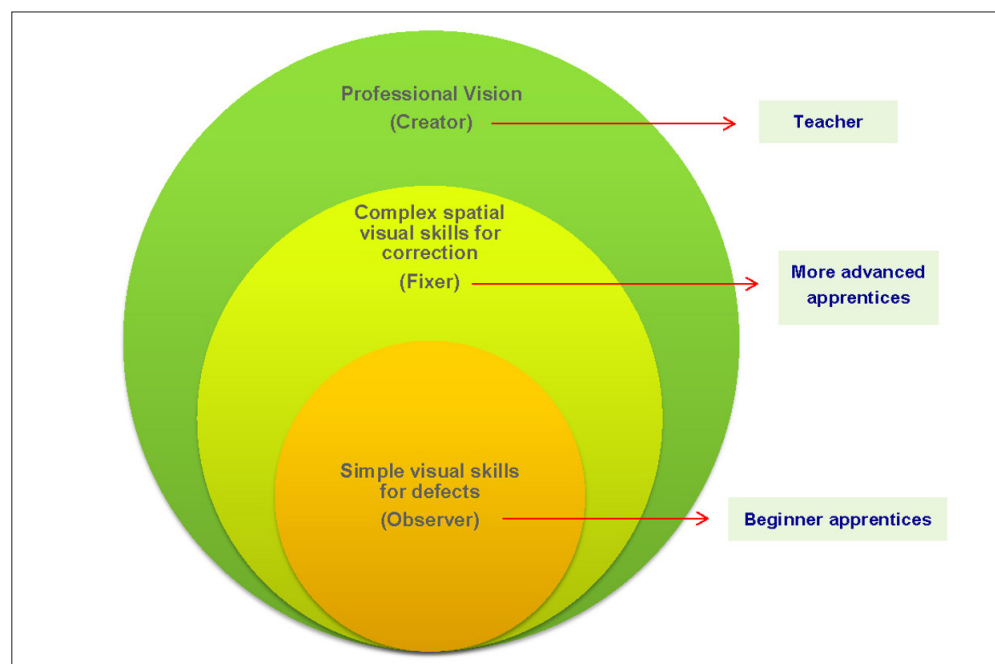 Professional Vision
(Creator)
Teacher
Complex spatial
visual skills for
correction
(Fixer)
More advanced
apprentices
Simple visual skills
for defects
(Observer)
Beginner apprentices